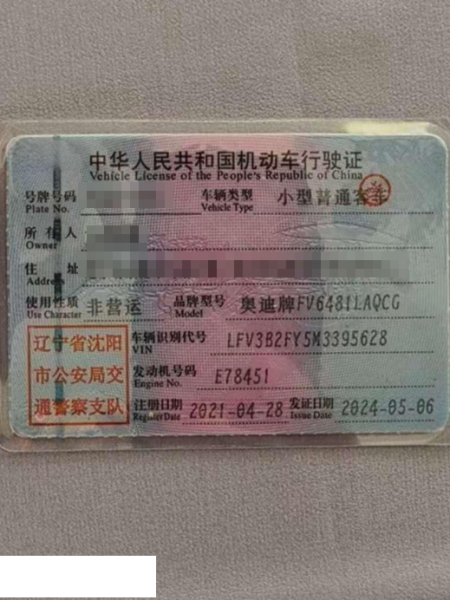 中华人民共和国机动车行驶证
Vehicle License of the People's Republic of China
号牌号码 车辆类型 小型普通客车
Plate No. Vehicle Type
所有人
Owner
住址
Address
使用性质 非营运 品牌型号 奥迪牌FV6481LAQCG
Use Character Model
辽宁省沈阳 车辆识别代号 LFV3B2FY5M3395628
VIN
市公安局交 发动机号码 E78451
Engine No.
通警察支队 注册日期 2021-04-28 发证日期 2024-05-06
Register Date Issue Date